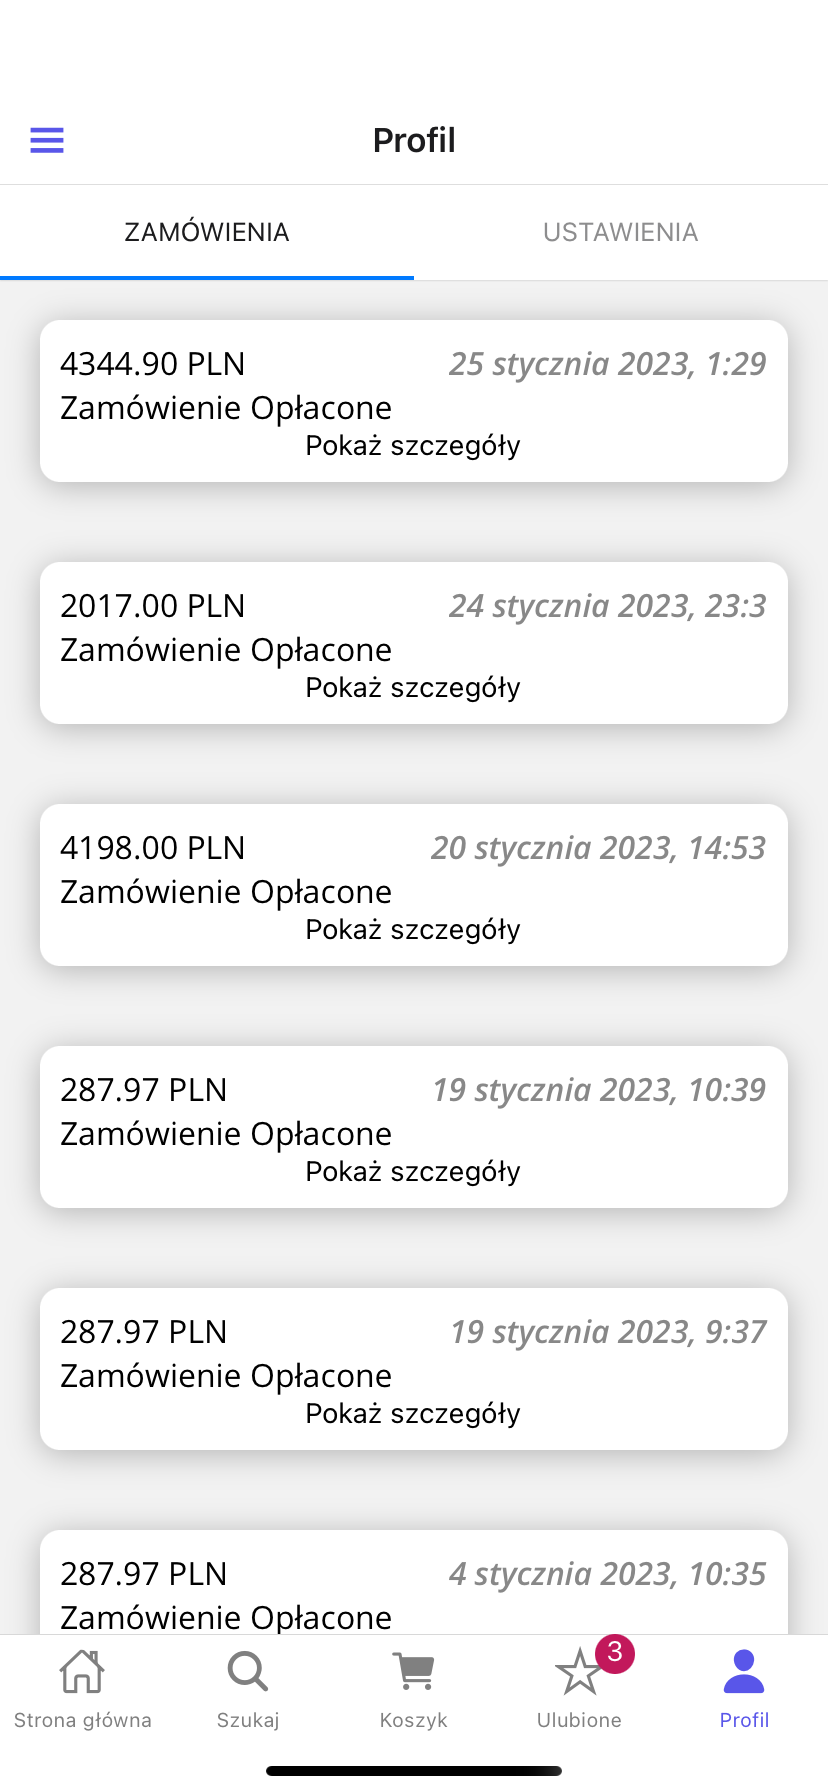 Profil
ZAMÓWIENIA USTAWIENIA
4344.90 PLN 25 stycznia 2023, 1:29
Zamówienie Opłacone
Pokaż szczegóły
2017.00 PLN 24 stycznia 2023, 23:3
Zamówienie Opłacone
Pokaż szczegóły
4198.00 PLN 20 stycznia 2023, 14:53
Zamówienie Opłacone
Pokaż szczegóły
287.97 PLN 19 stycznia 2023, 10:39
Zamówienie Opłacone
Pokaż szczegóły
287.97 PLN 19 stycznia 2023, 9:37
Zamówienie Opłacone
Pokaż szczegóły
287.97 PLN 4 stycznia 2023, 10:35
Zamówienie Opłacone
3
Strona główna Szukaj Koszyk Ulubione Profil